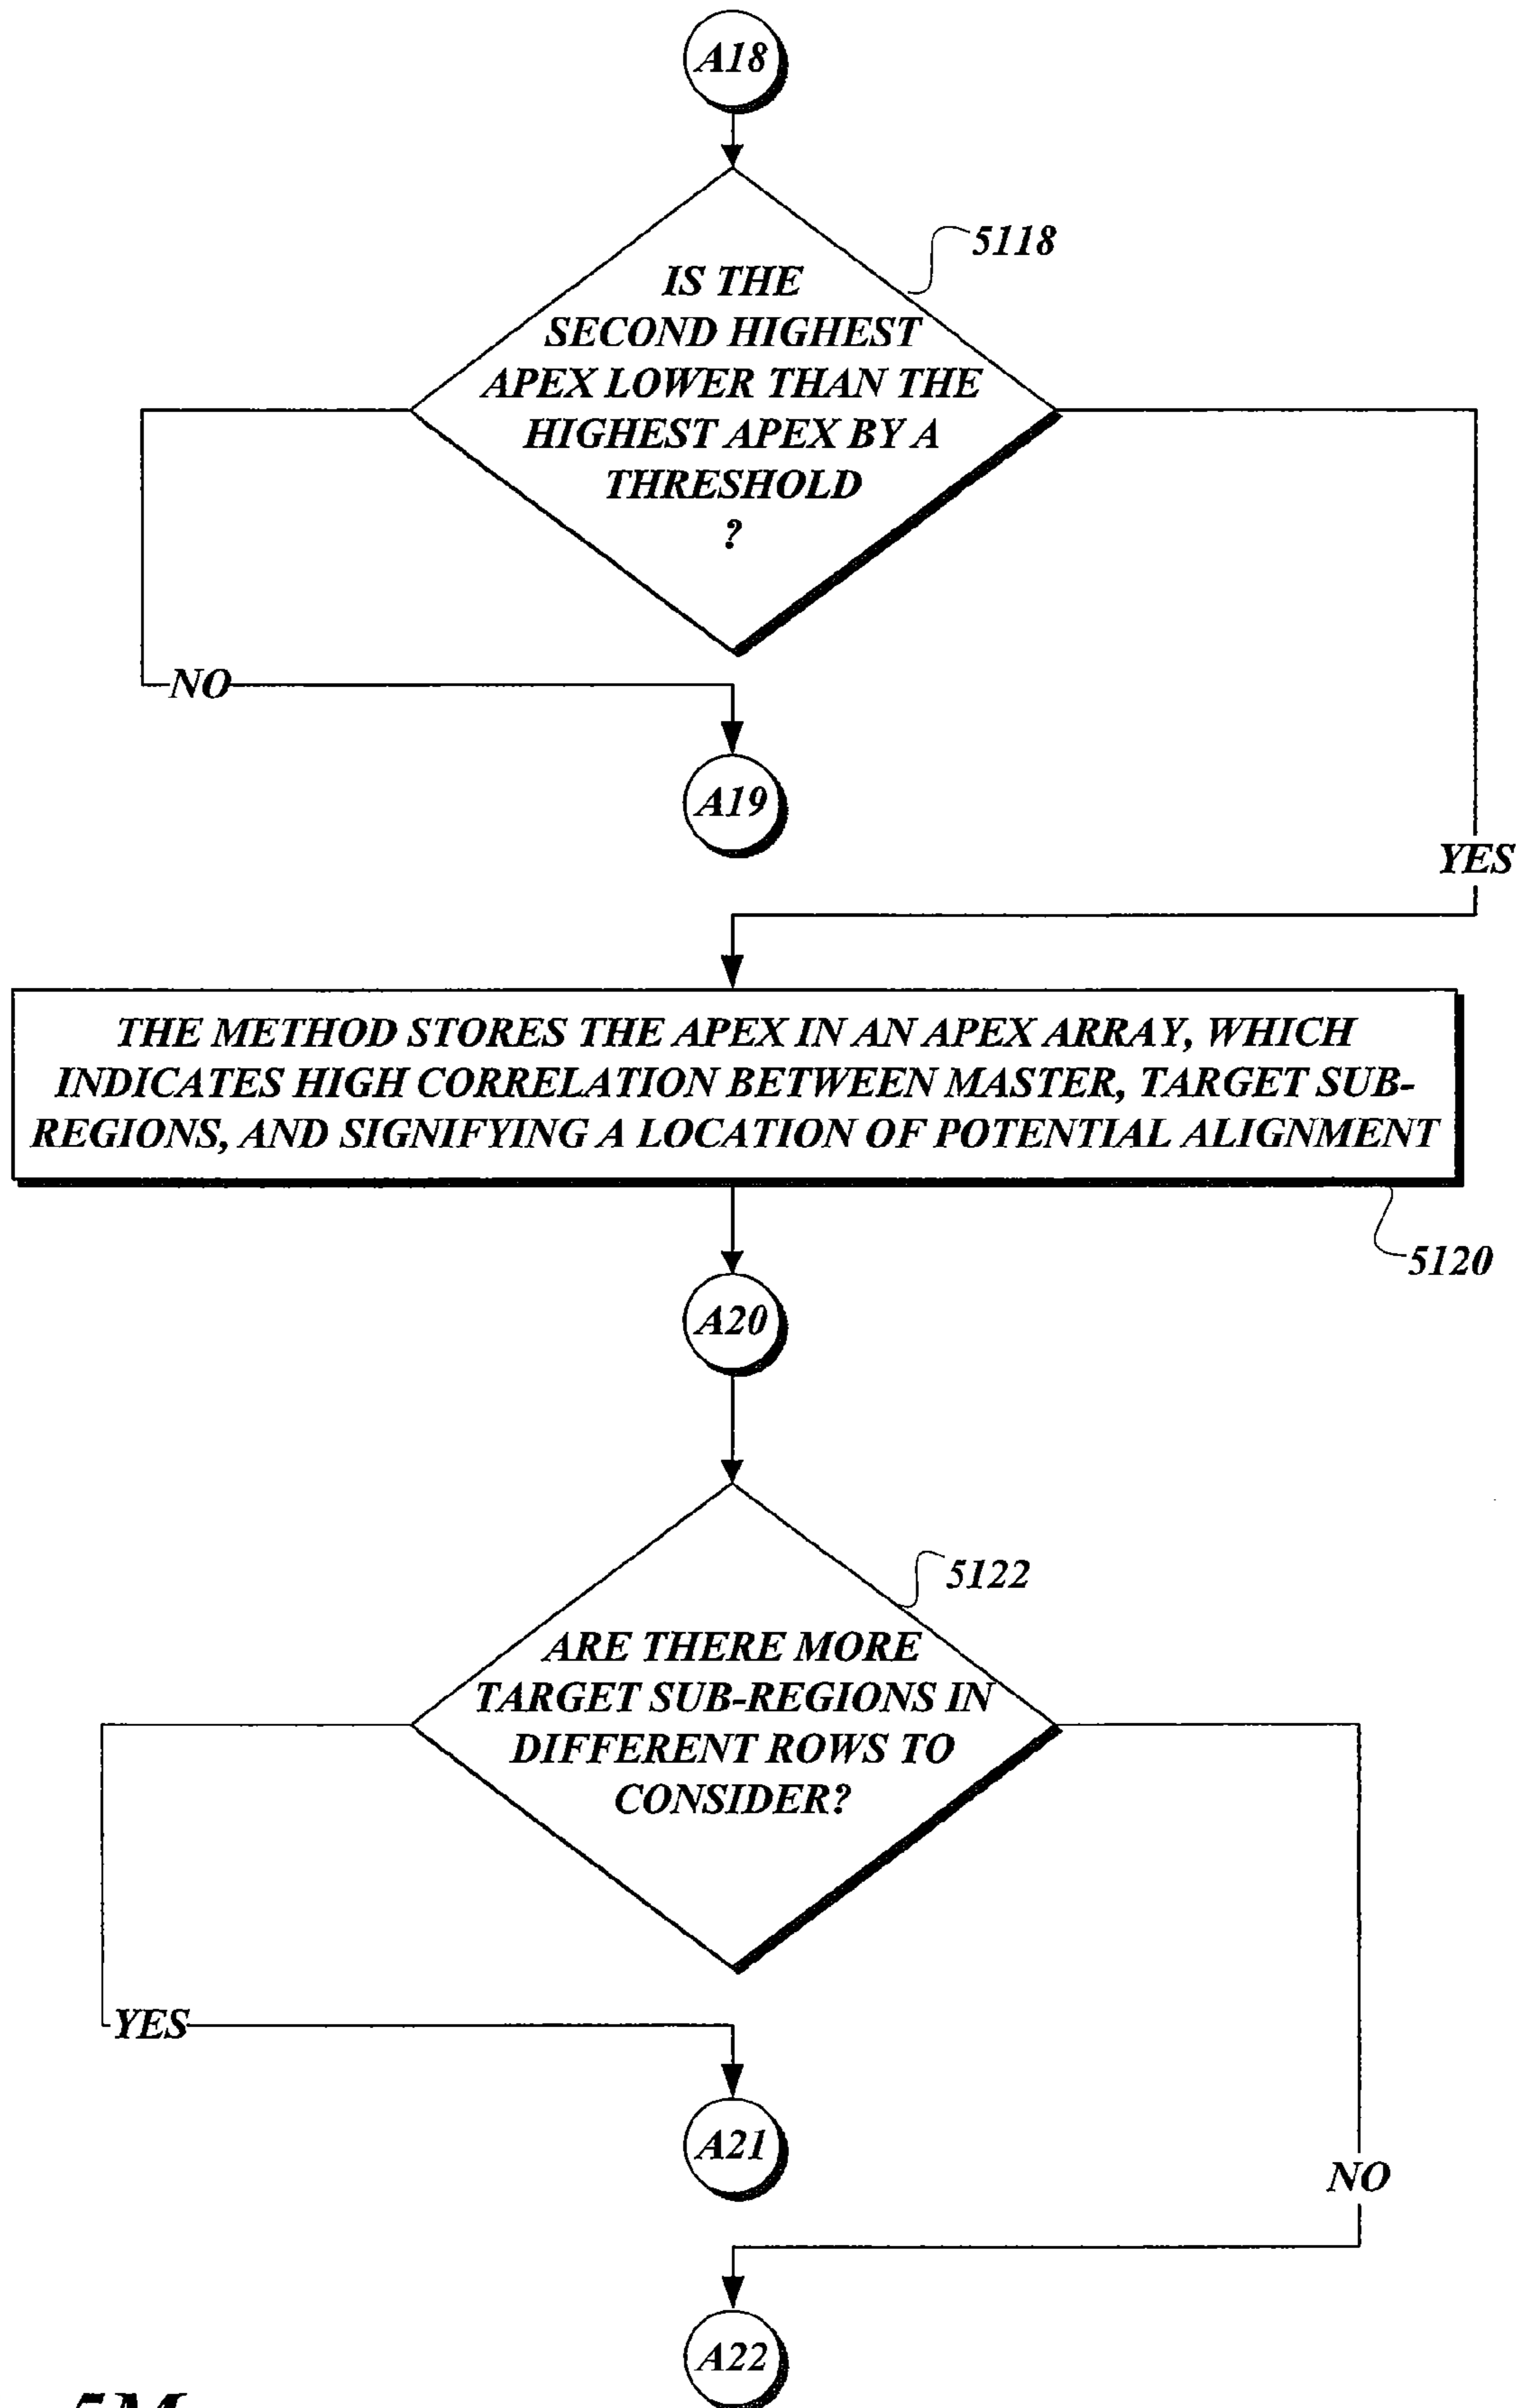 A18
5118
IS THE
SECOND HIGHEST
APEX LOWER THAN THE
HIGHEST APEX BY A
THRESHOLD
?
NO
A19
YES
THE METHOD STORES THE APEX IN AN APEX ARRAY, WHICH
INDICATES HIGH CORRELATION BETWEEN MASTER, TARGET SUB-
REGIONS, AND SIGNIFYING A LOCATION OF POTENTIAL ALIGNMENT
5120
A20
5122
ARE THERE MORE
TARGET SUB-REGIONS IN
DIFFERENT ROWS TO
CONSIDER?
YES
A21
NO
A22
5M